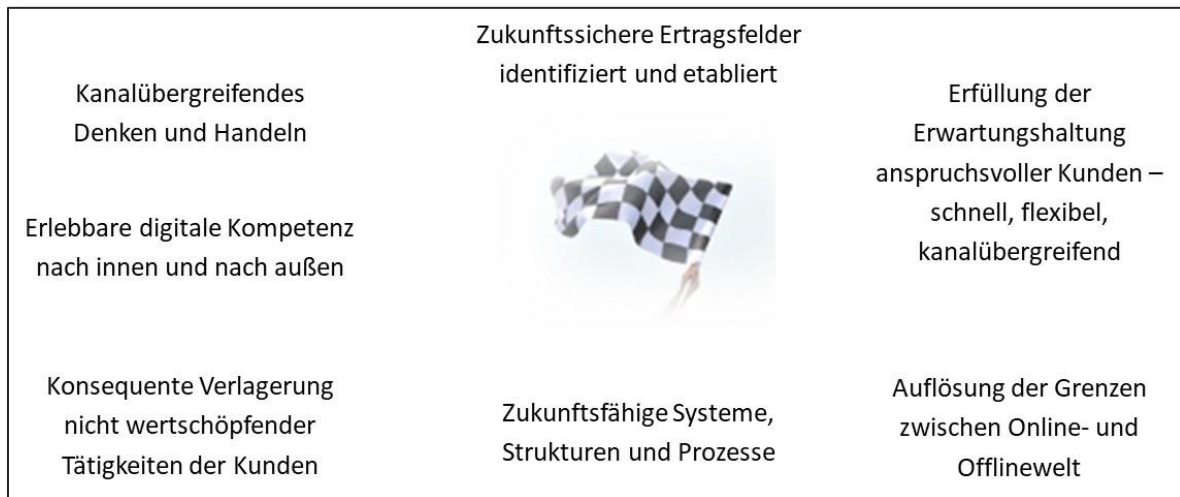 Zukunftssichere Ertragsfelder
identifiziert und etabliert
Kanalübergreifendes
Denken und Handeln
Erfüllung der
Erwartungshaltung
anspruchsvoller Kunden –
schnell, flexibel,
kanalübergreifend
Erlebbare digitale Kompetenz
nach innen und nach außen
Konsequente Verlagerung
nicht wertschöpfender
Tätigkeiten der Kunden
Zukunftsfähige Systeme,
Strukturen und Prozesse
Auflösung der Grenzen
zwischen Online- und
Offlinewelt